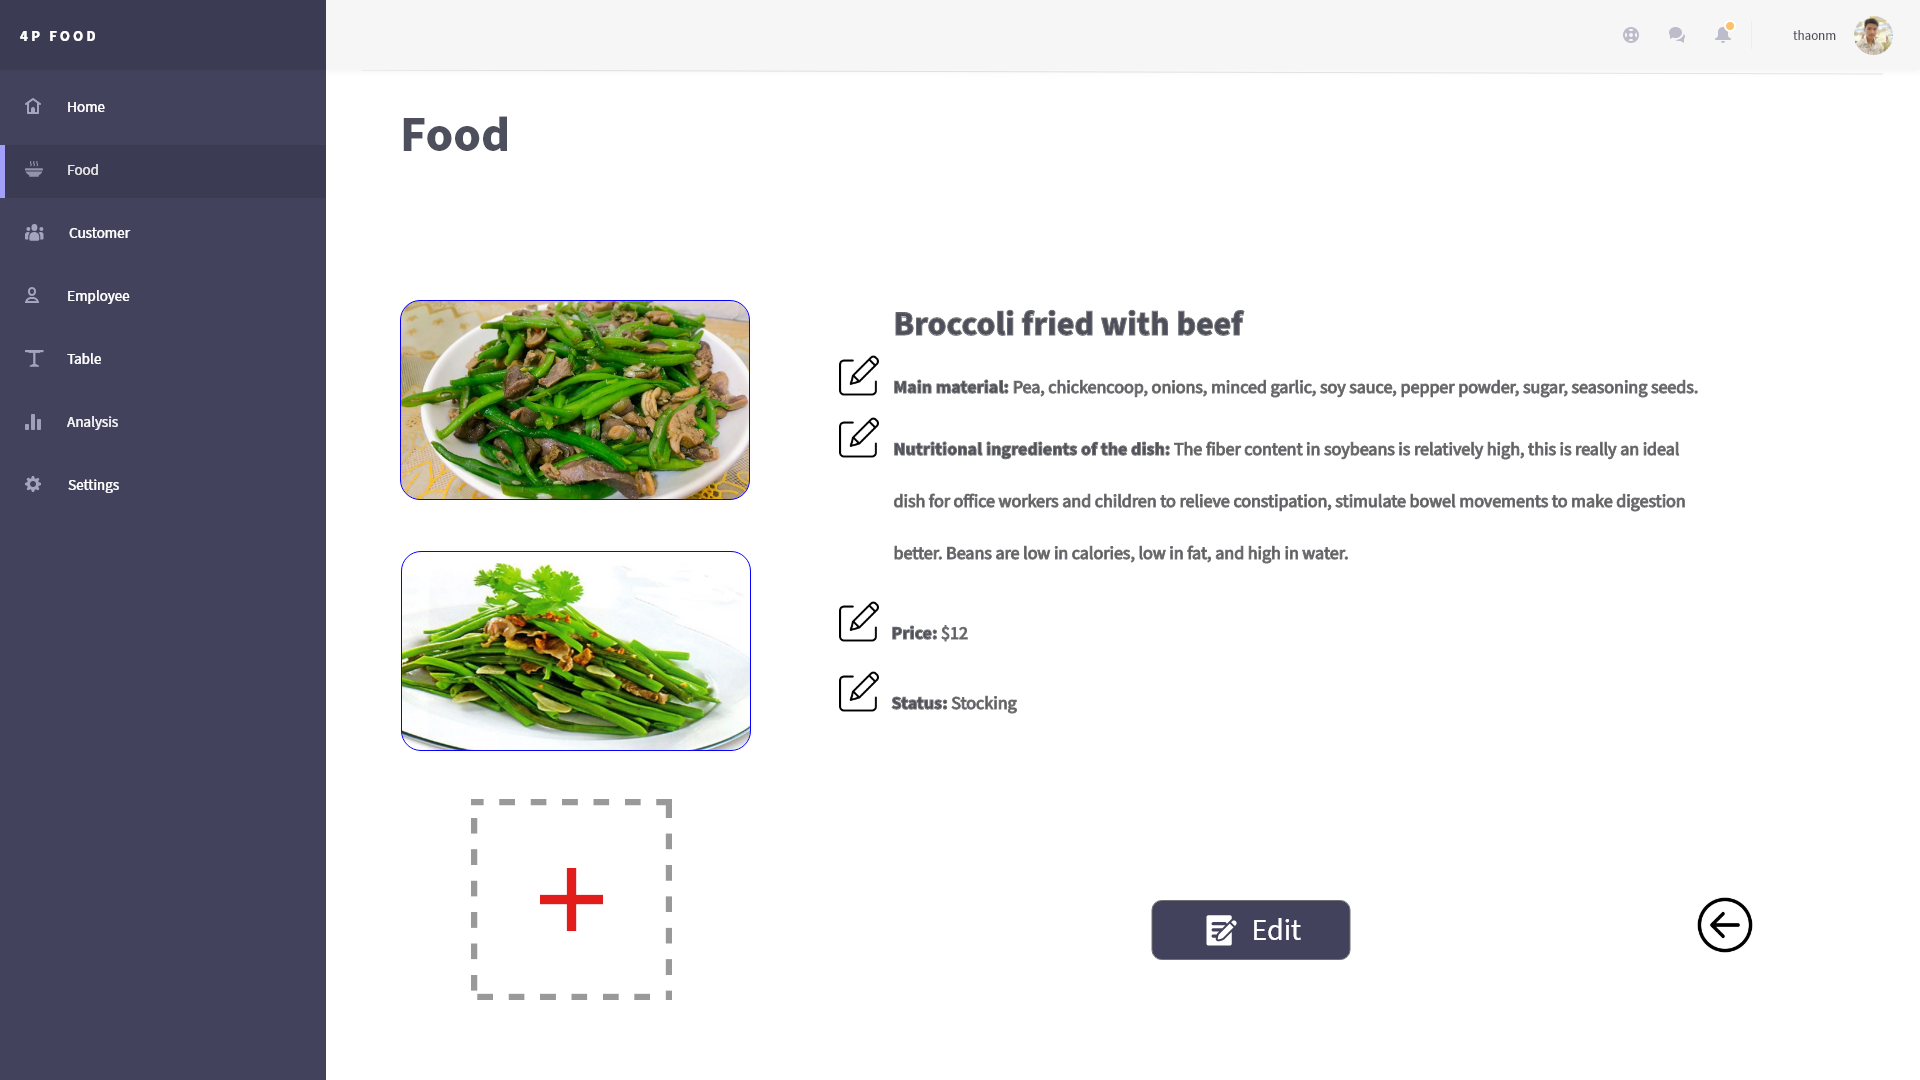 4P FOOD
thaonm
Home
Food
Customer
Employee
Table
Analysis
Settings
Food
Broccoli fried with beef
Main material: Pea, chickencoop, onions, minced garlic, soy sauce, pepper powder, sugar, seasoning seeds.
Nutritional ingredients of the dish: The fiber content in soybeans is relatively high, this is really an ideal
dish for office workers and children to relieve constipation, stimulate bowel movements to make digestion
better. Beans are low in calories, low in fat, and high in water.
Price: $12
Status: Stocking
Edit